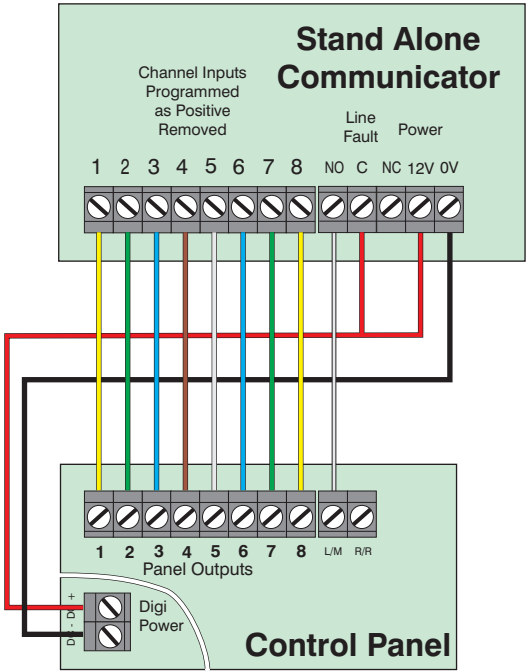 Stand Alone
Communicator
Channel Inputs
Programmed
as Positive
Removed
Line
Fault
Power
1 2 3 4 5 6 7 8 NO C NC 12V 0V
1 2 3 4 5 6 7 8 L/M R/R
Panel Outputs
Digi
Power
+
-
Control Panel